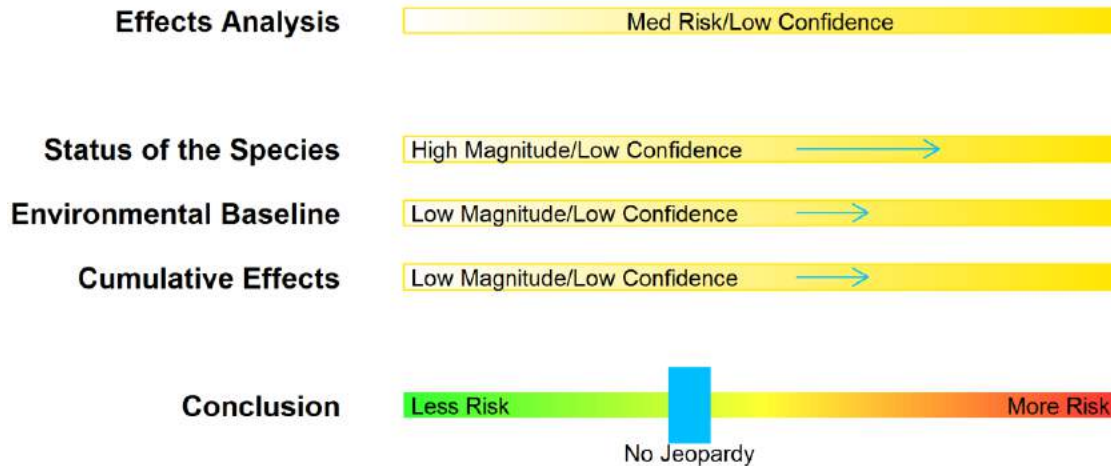 Effects Analysis Med Risk/Low Confidence
Status of the Species High Magnitude/Low Confidence
Environmental Baseline Low Magnitude/Low Confidence
Cumulative Effects Low Magnitude/Low Confidence
Conclusion Less Risk More Risk
No Jeopardy